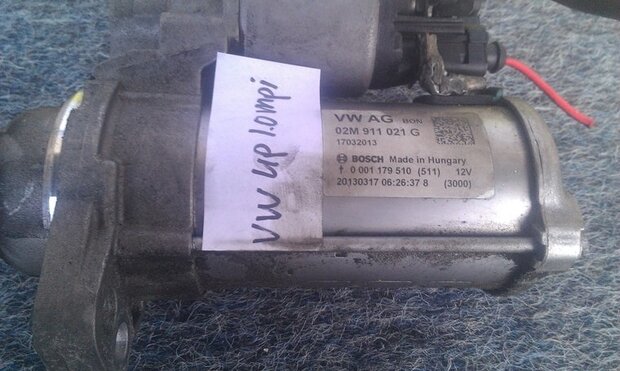 VW UP 1.0mpi
VW AG BON
02M 911 021 G
17032013
BOSCH Made in Hungary
0 001 179 510 (511) 12V
20130317 06:26:37 8 (3000)